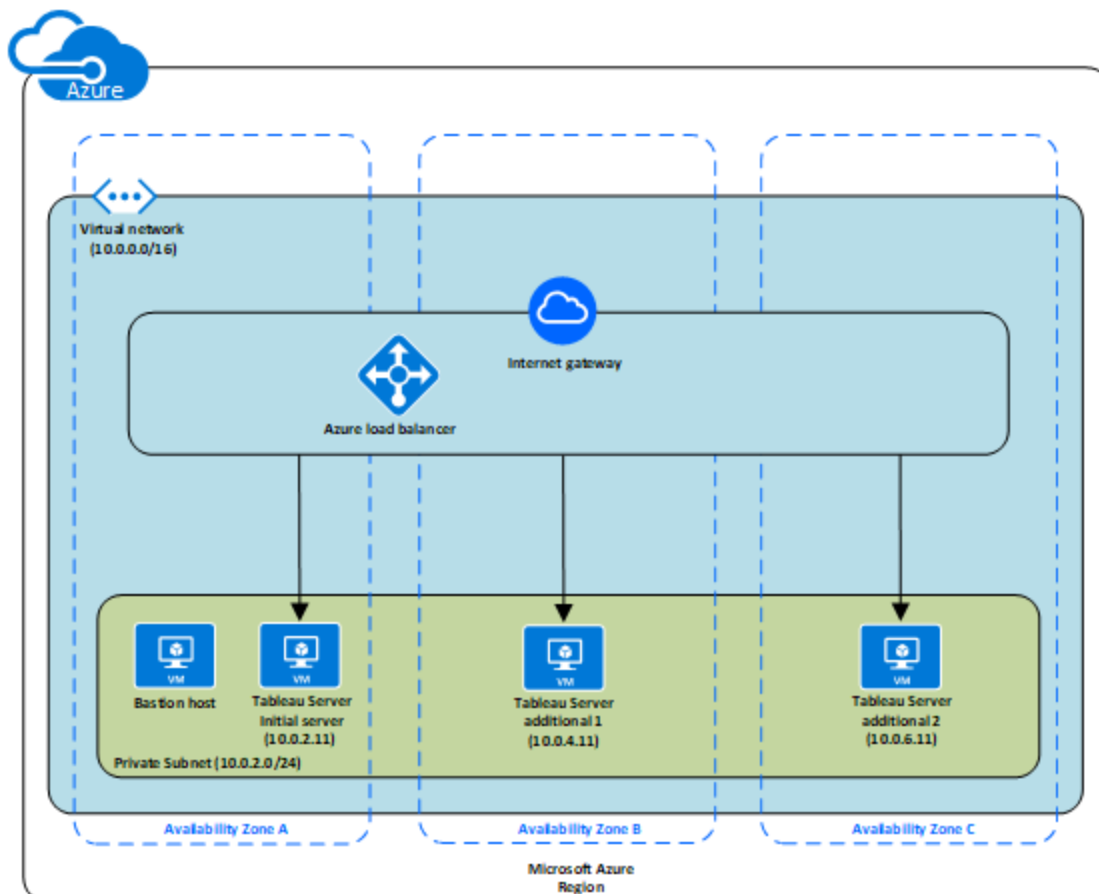 Azure
Virtual network
(10.0.0.0/16)
Internet gateway
Azure load balancer
VM
Bastion host
VM
Tableau Server
Initial server
(10.0.2.11)
VM
Tableau Server
additional 1
(10.0.4.11)
VM
Tableau Server
additional 2
(10.0.6.11)
Private Subnet (10.0.2.0/24)
Availability Zone A
Availability Zone B
Availability Zone C
Microsoft Azure
Region